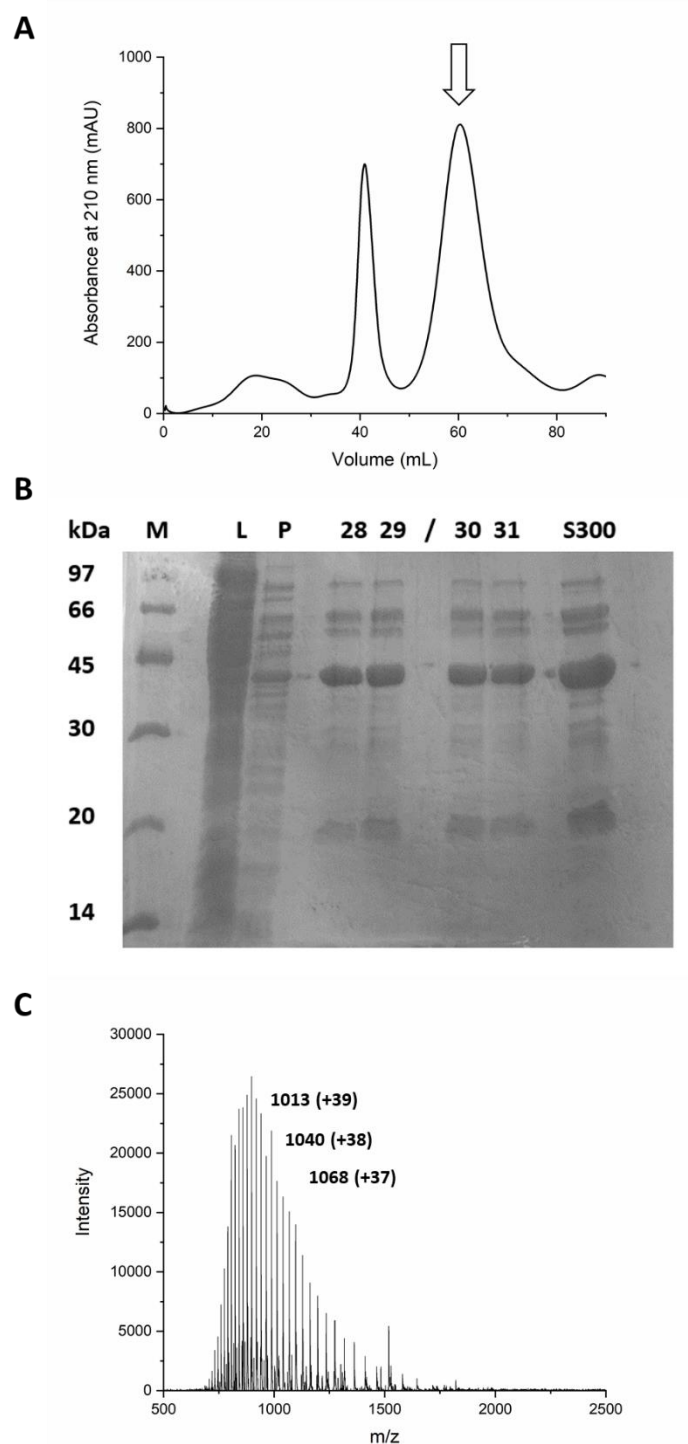 A
1000
800
600
400
200
0
Absorbance at 210 nm (mAU)
0 20 40 60 80
Volume (mL)
B
kDa M L P 28 29 / 30 31 S300
97
66
45
30
20
14
C
30000
25000
20000
15000
10000
5000
0
Intensity
1013 (+39)
1040 (+38)
1068 (+37)
500 1000 1500 2000 2500
m/z